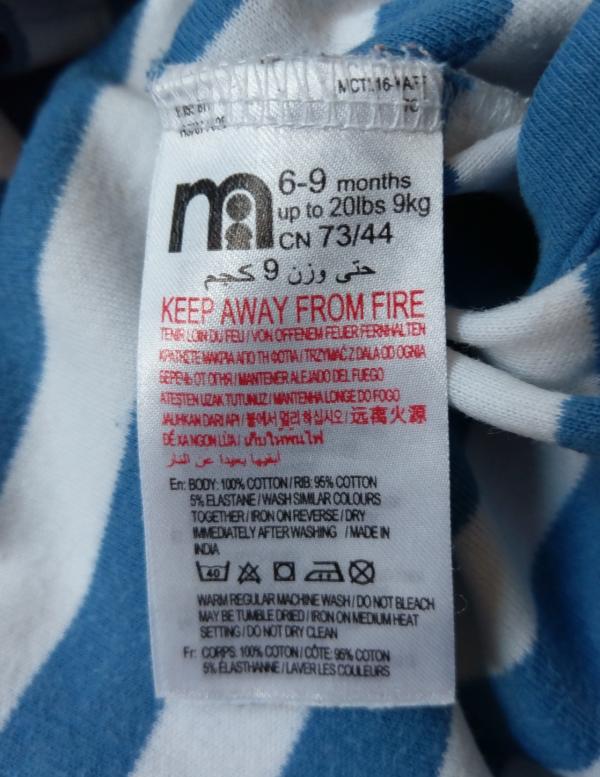 6-9 months
up to 20lbs 9kg
CN 73/44
حتى وزن 9 كجم
KEEP AWAY FROM FIRE
TENIR LOIN DU FEU / VON OFFENEM FEUER FERNHALTEN
ΚΡΑΤΗΣΤΕ ΜΑΚΡΙΑ ΑΠΟ ΤΗ ΦΩΤΙΑ / TRZYMAĆ Z DALA OD OGNIA
БЕРЕЧЬ ОТ ОГНЯ / MANTENER ALEJADO DEL FUEGO
ATESTEN UZAK TUTUNUZ / MANTENHA LONGE DO FOGO
JAUHKAN DARI API / 불에서 멀리 하십시오 / 远离火源
ĐỂ XA NGỌN LỬA / เก็บให้พ้นไฟ
أبقيها بعيدا عن النار
En: BODY: 100% COTTON / RIB: 95% COTTON
5% ELASTANE / WASH SIMILAR COLOURS
TOGETHER / IRON ON REVERSE / DRY
IMMEDIATELY AFTER WASHING / MADE IN
INDIA
40
WARM REGULAR MACHINE WASH / DO NOT BLEACH
MAY BE TUMBLE DRIED / IRON ON MEDIUM HEAT
SETTING / DO NOT DRY CLEAN
Fr: CORPS: 100% COTON / CÔTE: 95% COTON
5% ÉLASTHANNE / LAVER LES COULEURS